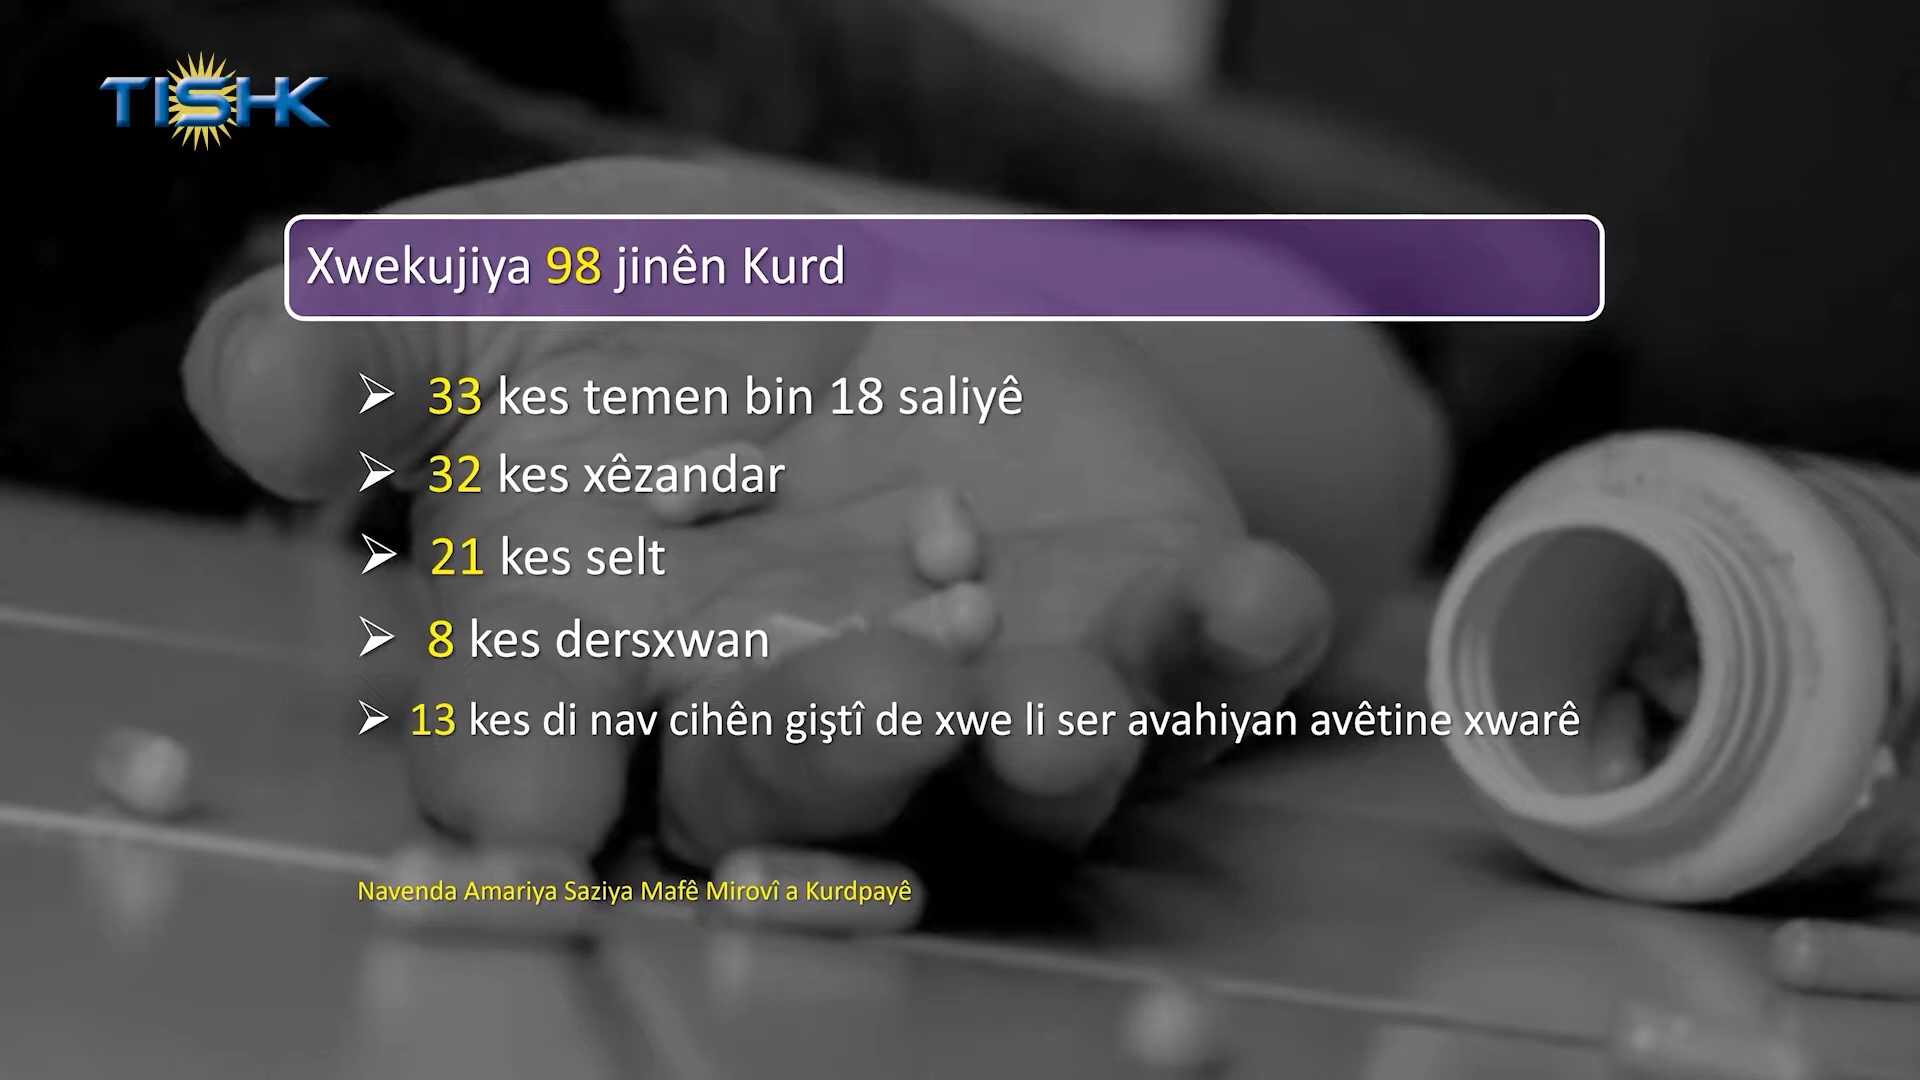 TISHK
Xwekujiya 98 jinên Kurd
33 kes temen bin 18 saliyê
32 kes xêzandar
21 kes selt
8 kes dersxwan
13 kes di nav cihên giştî de xwe li ser avahiyan avêtine xwarê
Navenda Amariya Saziya Mafê Mirovî a Kurdpayê